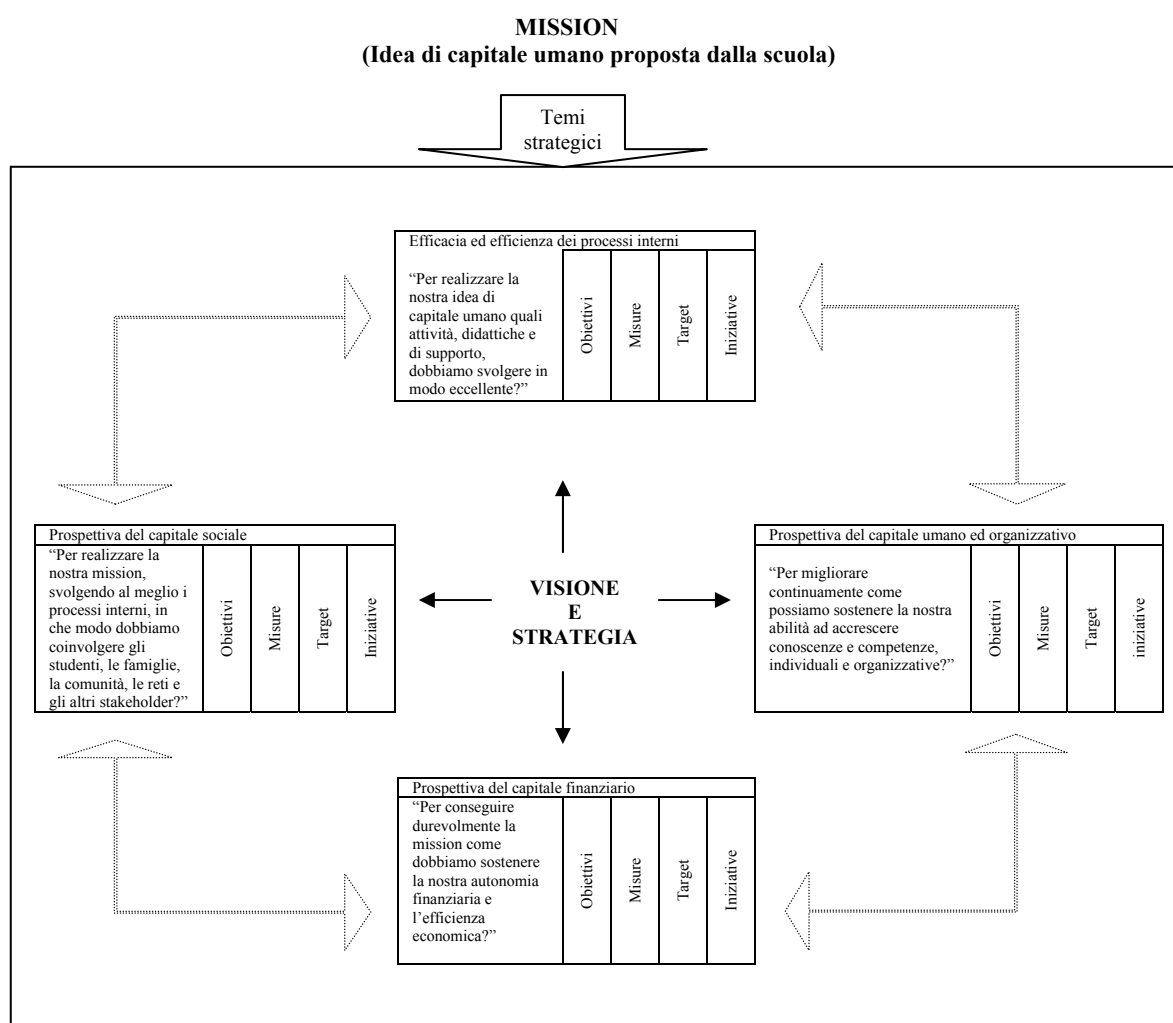 MISSION
(Idea di capitale umano proposta dalla scuola)
Temi
strategici
Efficacia ed efficienza dei processi interni
“Per realizzare la
nostra idea di
capitale umano quali
attività, didattiche e
di supporto,
dobbiamo svolgere in
modo eccellente?”
Obiettivi
Misure
Target
Iniziative
Prospettiva del capitale sociale
“Per realizzare la
nostra mission,
svolgendo al meglio i
processi interni, in
che modo dobbiamo
coinvolgere gli
studenti, le famiglie,
la comunità, le reti e
gli altri stakeholder?”
Obiettivi
Misure
Target
Iniziative
VISIONE
E
STRATEGIA
Prospettiva del capitale umano ed organizzativo
“Per migliorare
continuamente come
possiamo sostenere la nostra
abilità ad accrescere
conoscenze e competenze,
individuali e organizzative?”
Obiettivi
Misure
Target
iniziative
Prospettiva del capitale finanziario
“Per conseguire
durevolmente la
mission come
dobbiamo sostenere
la nostra autonomia
finanziaria e
l’efficienza
economica?”
Obiettivi
Misure
Target
Iniziative